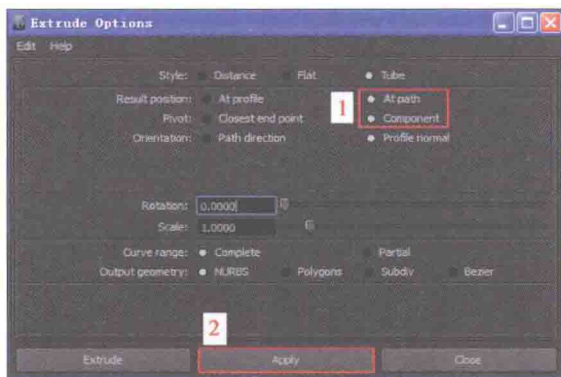 Extrude Options
Edit Help
Style: Distance Flat Tube
Result position: At profile At path
1
Pivot: Closest end point Component
Orientation: Path direction Profile normal
Rotation: 0.0000
Scale: 1.0000
Curve range: Complete Partial
Output geometry: NURBS Polygons Subdiv Bezier
2
Extrude Apply Close